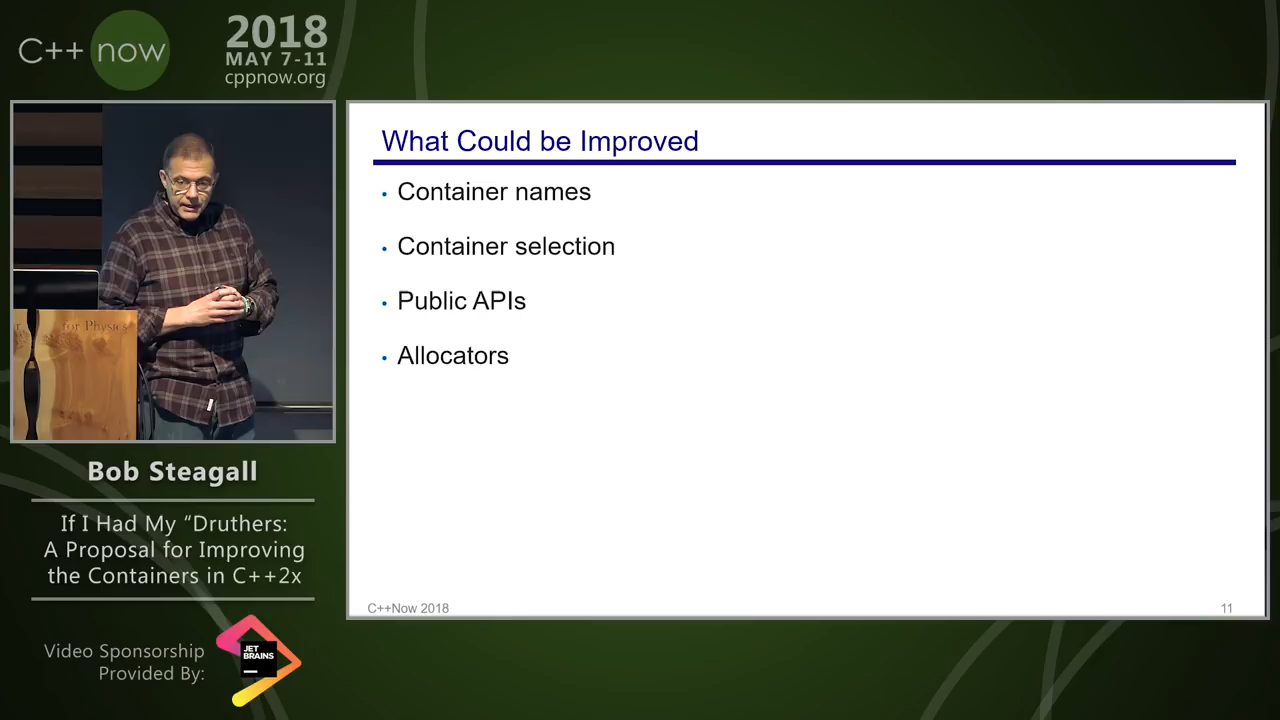 C++ now
2018
MAY 7-11
cppnow.org
for Physics
Bob Steagall
If I Had My “Druthers:
A Proposal for Improving
the Containers in C++2x
Video Sponsorship
Provided By:
JET
BRAINS
What Could be Improved
• Container names
• Container selection
• Public APIs
• Allocators
C++Now 2018
11